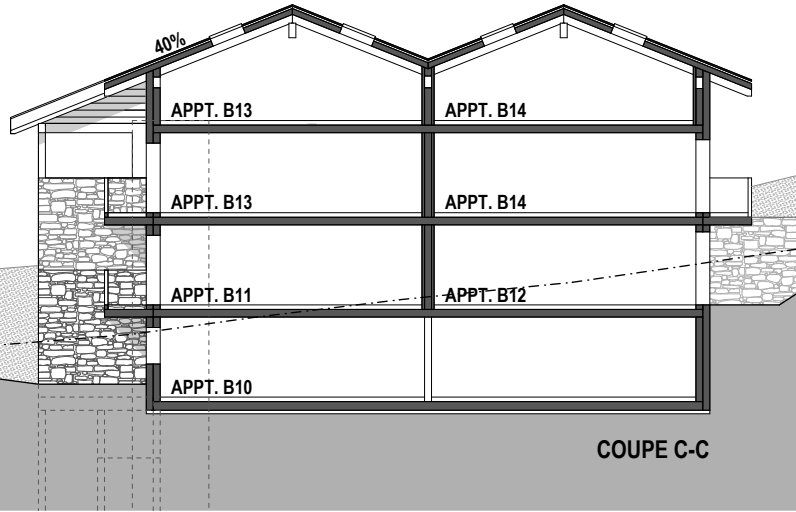 40%
APPT. B13
APPT. B14
APPT. B13
APPT. B14
APPT. B11
APPT. B12
APPT. B10
COUPE C-C